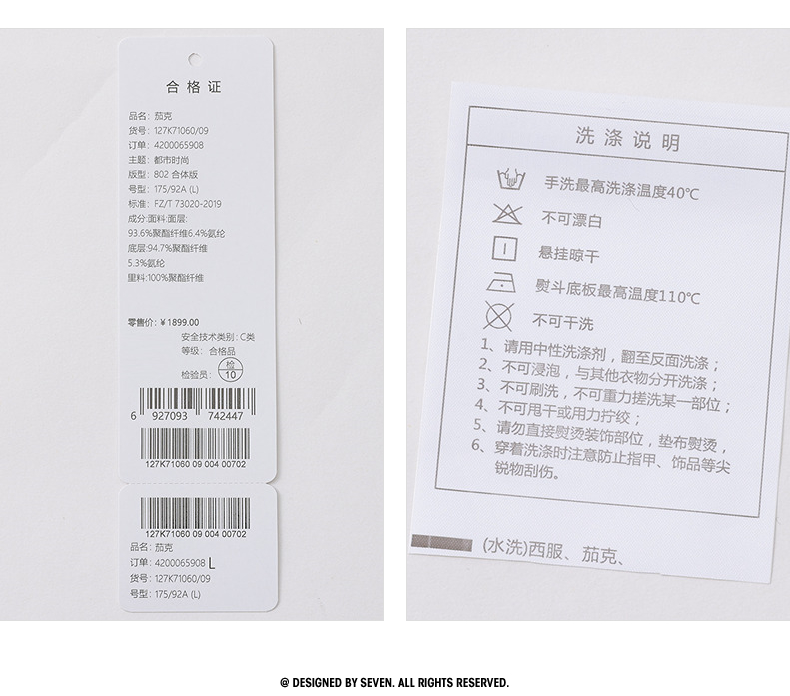 合格证
品名：茄克
货号：127K71060/09
订单：4200065908
主题：都市时尚
版型：802 合体版
号型：175/92A (L)
标准：FZ/T 73020-2019
成分:面料:面层:
93.6%聚酯纤维6.4%氨纶
底层:94.7%聚酯纤维
5.3%氨纶
里料:100%聚酯纤维
零售价：￥1899.00
安全技术类别：C类
等级：合格品
检验员：检
10
6 927093 742447
127K71060 09 004 00702
127K71060 09 004 00702
品名：茄克
订单：4200065908 L
货号：127K71060/09
号型：175/92A (L)
洗涤说明
手洗最高洗涤温度40℃
不可漂白
悬挂晾干
熨斗底板最高温度110℃
不可干洗
1、请用中性洗涤剂，翻至反面洗涤；
2、不可浸泡，与其他衣物分开洗涤；
3、不可刷洗，不可重力搓洗某一部位；
4、不可甩干或用力拧绞；
5、请勿直接熨烫装饰部位，垫布熨烫，
6、穿着洗涤时注意防止指甲、饰品等尖
锐物刮伤。
(水洗)西服、茄克、
@ DESIGNED BY SEVEN. ALL RIGHTS RESERVED.